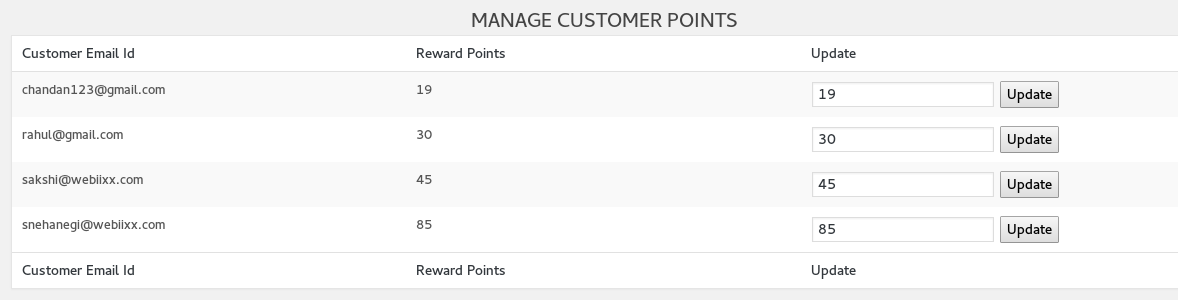 MANAGE CUSTOMER POINTS
Customer Email Id Reward Points Update
chandan123@gmail.com 19 19 Update
rahul@gmail.com 30 30 Update
sakshi@webiixx.com 45 45 Update
snehanegi@webiixx.com 85 85 Update
Customer Email Id Reward Points Update